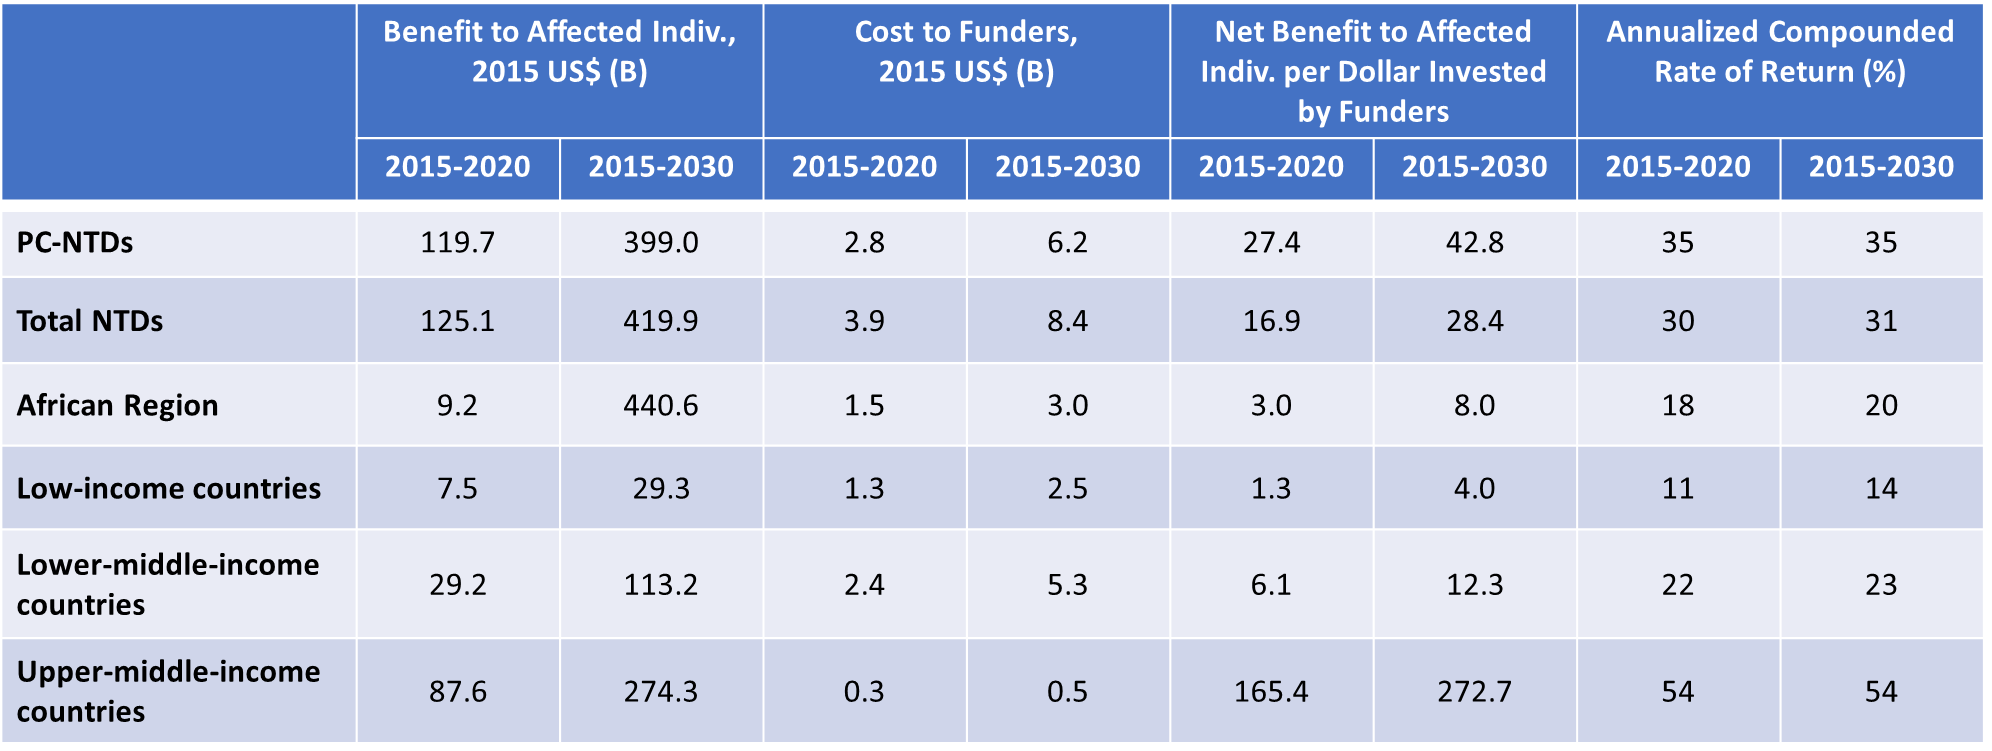 Benefit to Affected Indiv., 2015 US$ (B) Cost to Funders, 2015 US$ (B) Net Benefit to Affected Indiv. per Dollar Invested by Funders Annualized Compounded Rate of Return (%)
2015-2020 2015-2030 2015-2020 2015-2030 2015-2020 2015-2030 2015-2020 2015-2030
PC-NTDs 119.7 399.0 2.8 6.2 27.4 42.8 35 35
Total NTDs 125.1 419.9 3.9 8.4 16.9 28.4 30 31
African Region 9.2 440.6 1.5 3.0 3.0 8.0 18 20
Low-income countries 7.5 29.3 1.3 2.5 1.3 4.0 11 14
Lower-middle-income countries 29.2 113.2 2.4 5.3 6.1 12.3 22 23
Upper-middle-income countries 87.6 274.3 0.3 0.5 165.4 272.7 54 54